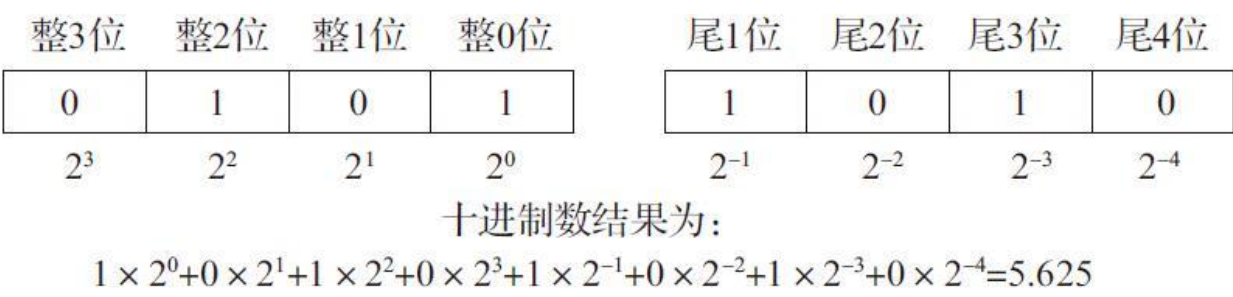 整3位 整2位 整1位 整0位 尾1位 尾2位 尾3位 尾4位
0 1 0 1 1 0 1 0
2³ 2² 2¹ 2⁰ 2⁻¹ 2⁻² 2⁻³ 2⁻⁴
十进制数结果为：
1×2⁰+0×2¹+1×2²+0×2³+1×2⁻¹+0×2⁻²+1×2⁻³+0×2⁻⁴=5.625